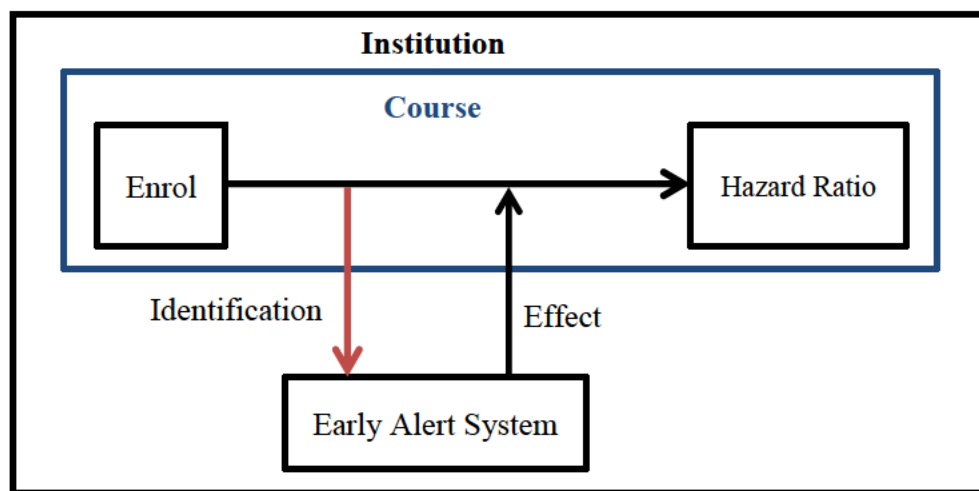 Institution
Course
Enrol
Hazard Ratio
Identification
Effect
Early Alert System